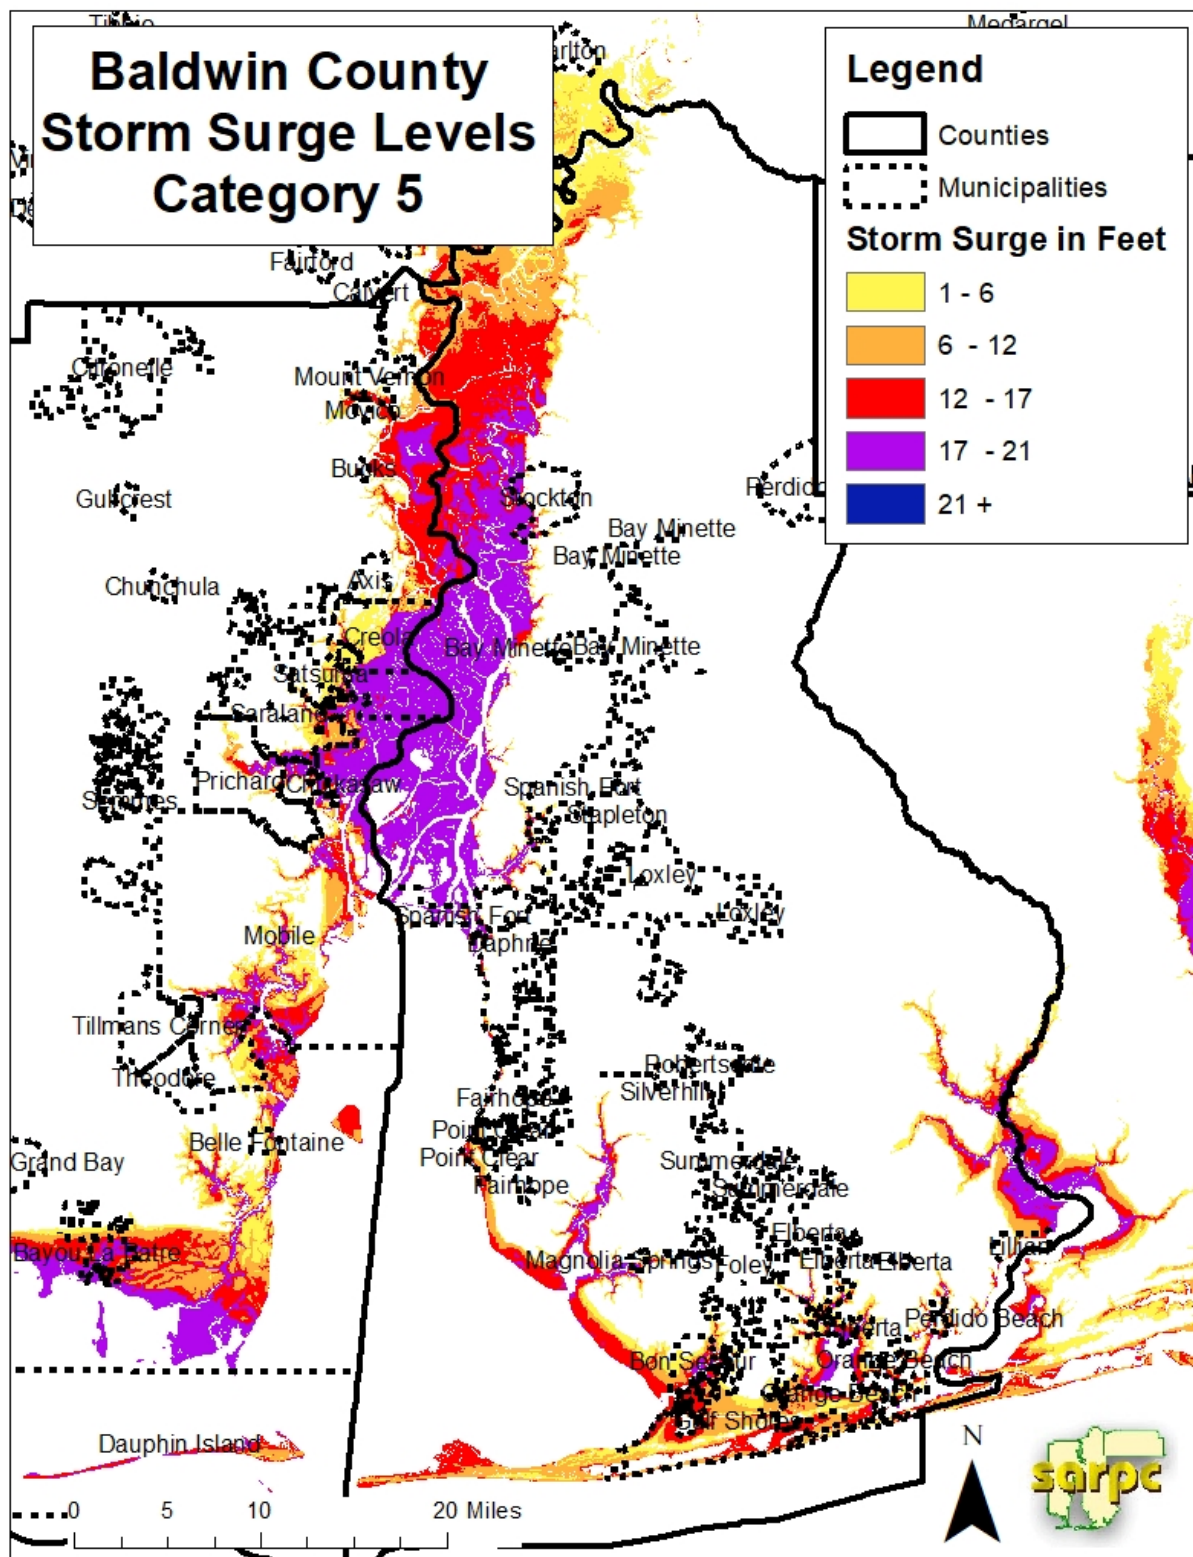 Medargel
Baldwin County
Storm Surge Levels
Category 5
Legend
Counties
Municipalities
Storm Surge in Feet
1 - 6
6 - 12
12 - 17
17 - 21
21 +
Fairford
Calvert
Citronelle
Mount Vernon
Movico
Bucks
Gulfcrest
Stockton
Perdido
Bay Minette
Bay Minette
Chunchula
Axis
Creola
Bay Minette
Bay Minette
Satsuma
Saraland
Prichard
Chickasaw
Semmes
Spanish Fort
Stapleton
Loxley
Loxley
Spanish Fort
Daphne
Mobile
Tillmans Corner
Theodore
Robertsdale
Silverhill
Fairhope
Point Clear
Point Clear
Fairhope
Belle Fontaine
Grand Bay
Summerdale
Summerdale
Elberta
Elberta
Elberta
Lillian
Bayou La Batre
Magnolia Springs
Foley
Elberta
Perdido Beach
Bon Secour
Orange Beach
Orange Beach
Gulf Shores
Dauphin Island
N
sarpc
0 5 10 20 Miles